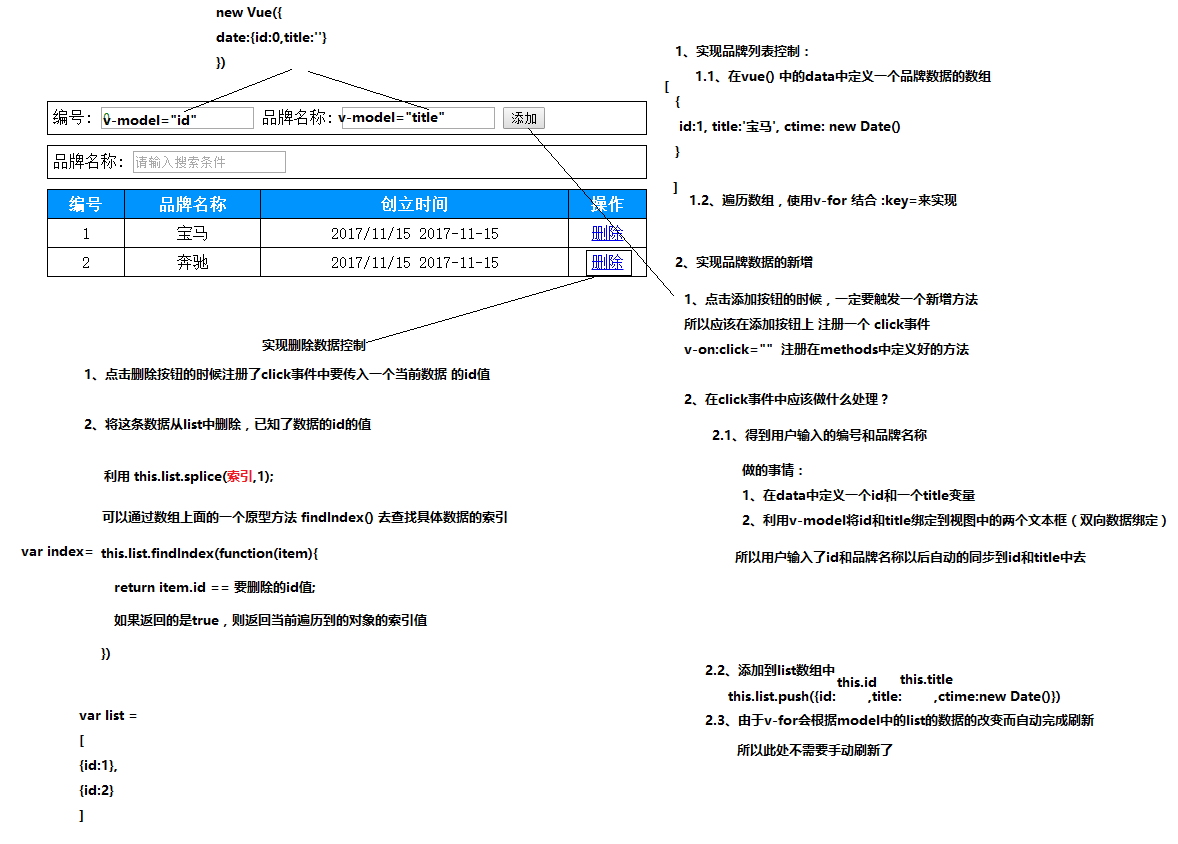 new Vue({
date:{id:0,title:''}
})
编号: v-model="id" 品牌名称: v-model="title" 添加
品牌名称: 请输入搜索条件
编号 品牌名称 创立时间 操作
1 宝马 2017/11/15 2017-11-15 删除
2 奔驰 2017/11/15 2017-11-15 删除
实现删除数据控制
1、点击删除按钮的时候注册了click事件中要传入一个当前数据 的id值
2、将这条数据从list中删除，已知了数据的id的值
利用 this.list.splice(索引,1);
可以通过数组上面的一个原型方法 findIndex() 去查找具体数据的索引
var index= this.list.findIndex(function(item){
return item.id == 要删除的id值;
如果返回的是true，则返回当前遍历到的对象的索引值
})
var list =
[
{id:1},
{id:2}
]
1、实现品牌列表控制：
1.1、在vue() 中的data中定义一个品牌数据的数组
[
{
id:1, title:'宝马', ctime: new Date()
}
]
1.2、遍历数组，使用v-for 结合 :key=来实现
2、实现品牌数据的新增
1、点击添加按钮的时候，一定要触发一个新增方法
所以应该在添加按钮上 注册一个 click事件
v-on:click="" 注册在methods中定义好的方法
2、在click事件中应该做什么处理？
2.1、得到用户输入的编号和品牌名称
做的事情：
1、在data中定义一个id和一个title变量
2、利用v-model将id和title绑定到视图中的两个文本框（双向数据绑定）
所以用户输入了id和品牌名称以后自动的同步到id和title中去
2.2、添加到list数组中
this.id this.title
this.list.push({id: ,title: ,ctime:new Date()})
2.3、由于v-for会根据model中的list的数据的改变而自动完成刷新
所以此处不需要手动刷新了